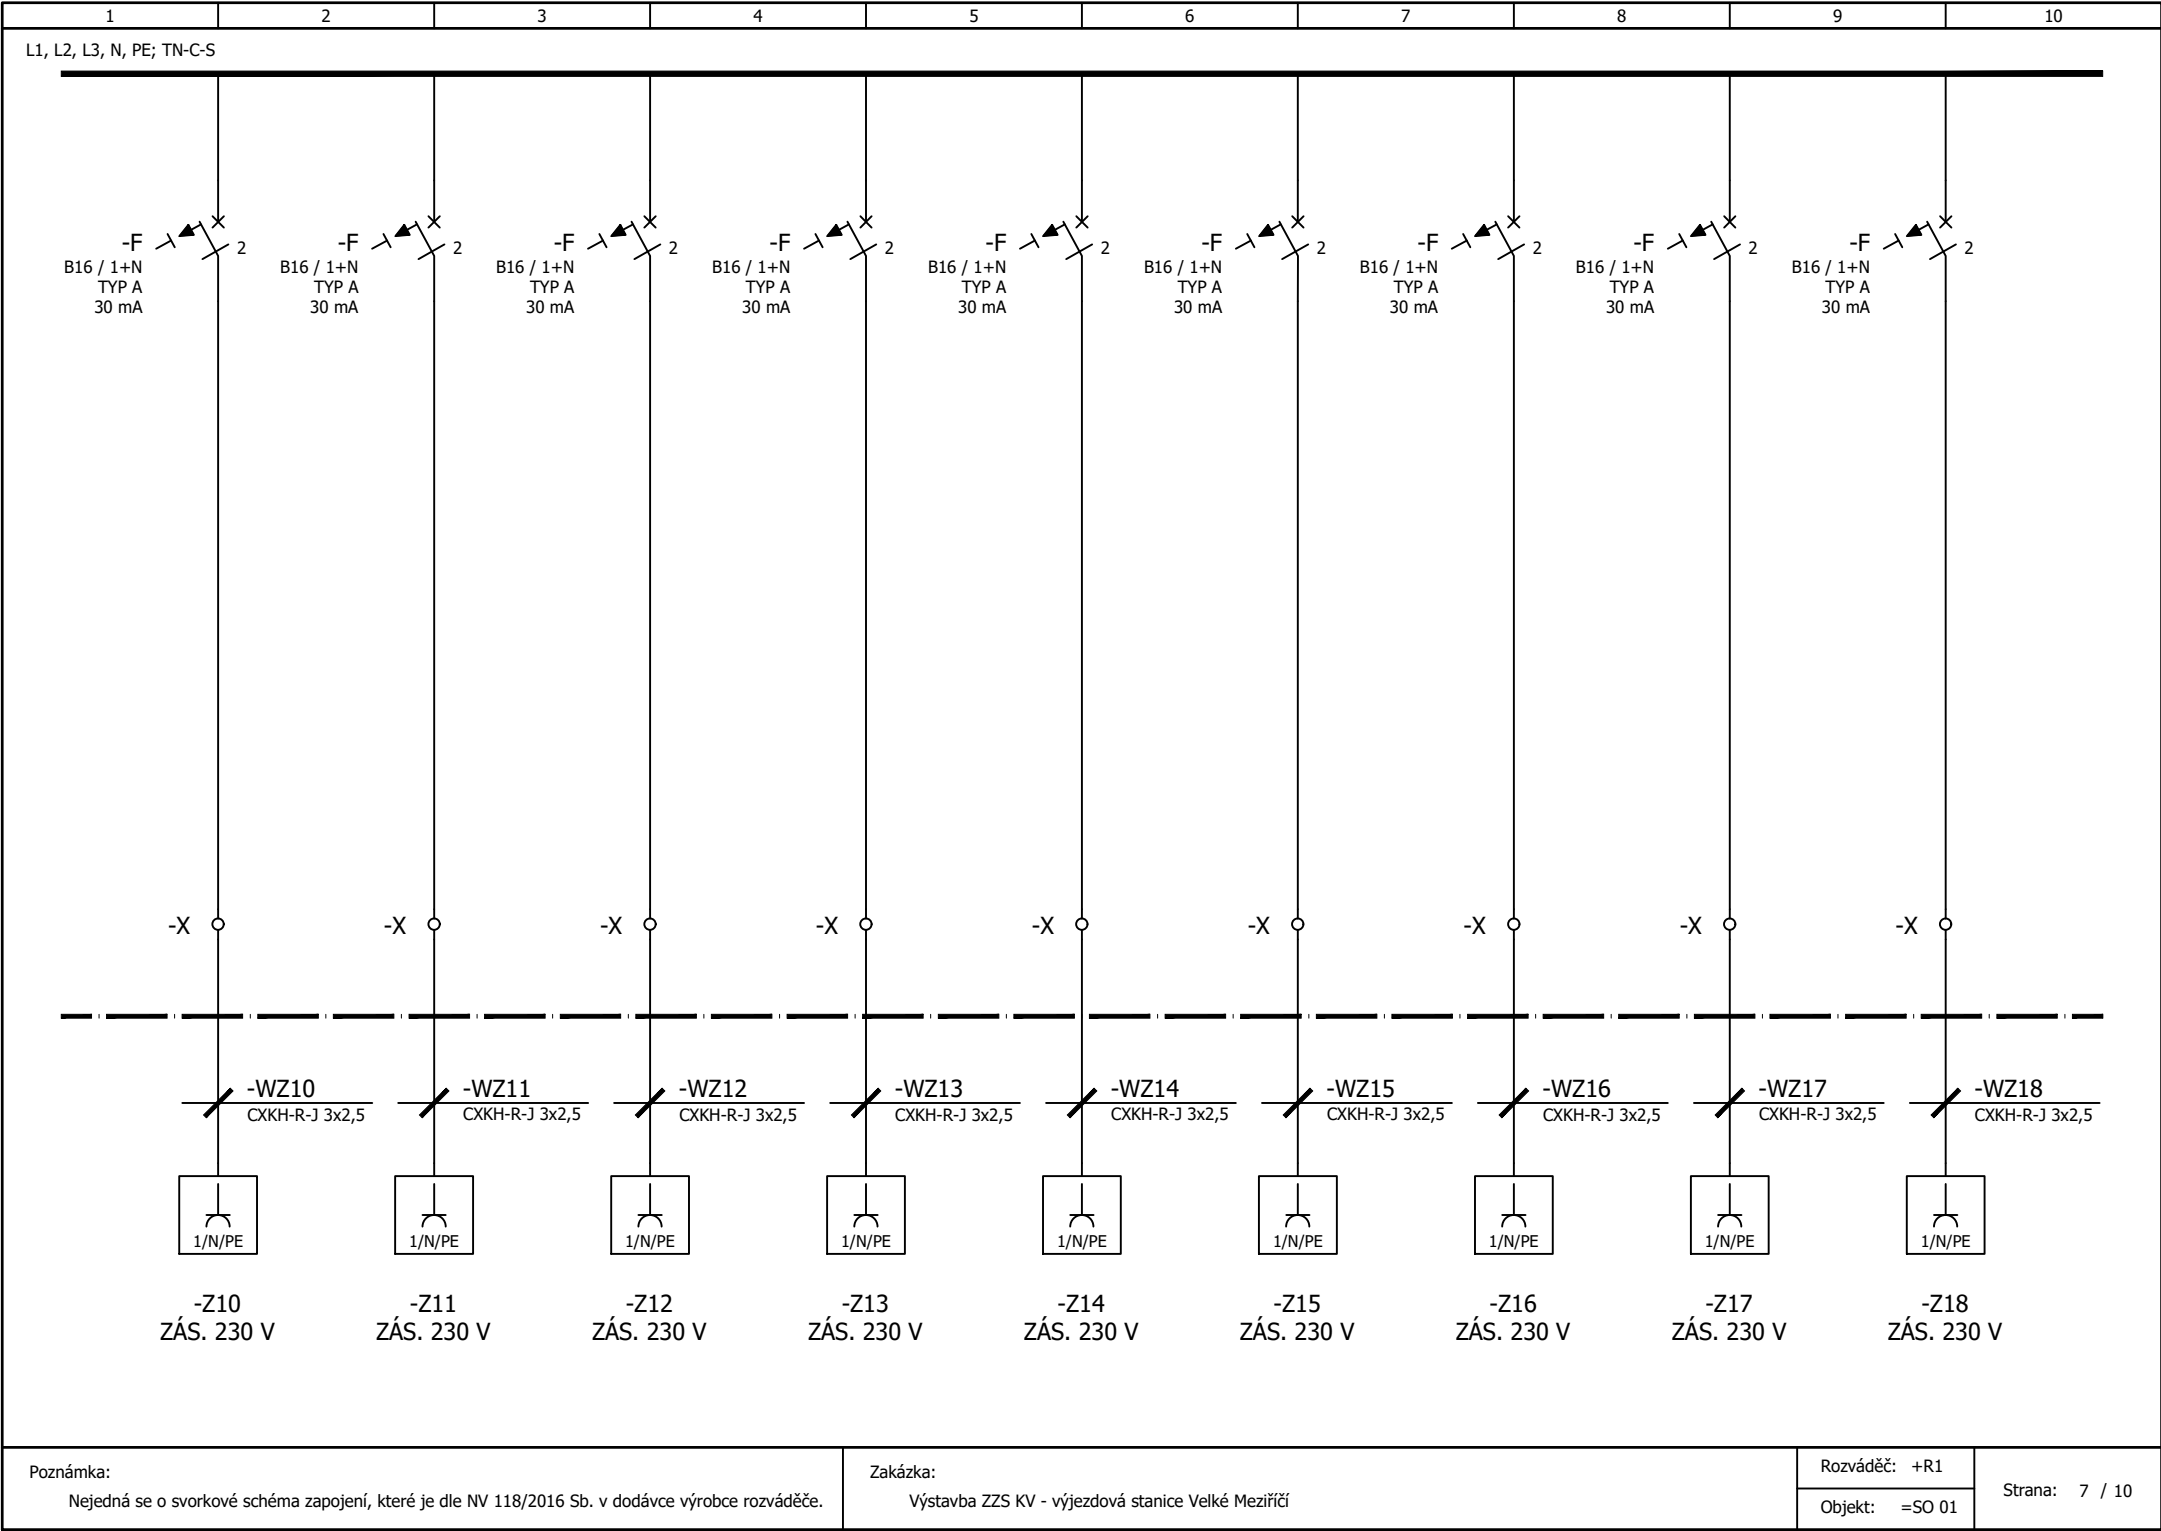 1 2 3 4 5 6 7 8 9 10
L1, L2, L3, N, PE; TN-C-S
-F 2 -F 2 -F 2 -F 2 -F 2 -F 2 -F 2 -F 2 -F 2
B16 / 1+N B16 / 1+N B16 / 1+N B16 / 1+N B16 / 1+N B16 / 1+N B16 / 1+N B16 / 1+N B16 / 1+N
TYP A TYP A TYP A TYP A TYP A TYP A TYP A TYP A TYP A
30 mA 30 mA 30 mA 30 mA 30 mA 30 mA 30 mA 30 mA 30 mA
-X -X -X -X -X -X -X -X -X
-WZ10 -WZ11 -WZ12 -WZ13 -WZ14 -WZ15 -WZ16 -WZ17 -WZ18
CXKH-R-J 3x2,5 CXKH-R-J 3x2,5 CXKH-R-J 3x2,5 CXKH-R-J 3x2,5 CXKH-R-J 3x2,5 CXKH-R-J 3x2,5 CXKH-R-J 3x2,5 CXKH-R-J 3x2,5 CXKH-R-J 3x2,5
1/N/PE 1/N/PE 1/N/PE 1/N/PE 1/N/PE 1/N/PE 1/N/PE 1/N/PE 1/N/PE
-Z10 -Z11 -Z12 -Z13 -Z14 -Z15 -Z16 -Z17 -Z18
ZÁS. 230 V ZÁS. 230 V ZÁS. 230 V ZÁS. 230 V ZÁS. 230 V ZÁS. 230 V ZÁS. 230 V ZÁS. 230 V ZÁS. 230 V
Poznámka:
Nejedná se o svorkové schéma zapojení, které je dle NV 118/2016 Sb. v dodávce výrobce rozváděče.
Zakázka:
Výstavba ZZS KV - výjezdová stanice Velké Meziříčí
Rozváděč: +R1
Objekt: =SO 01
Strana: 7 / 10